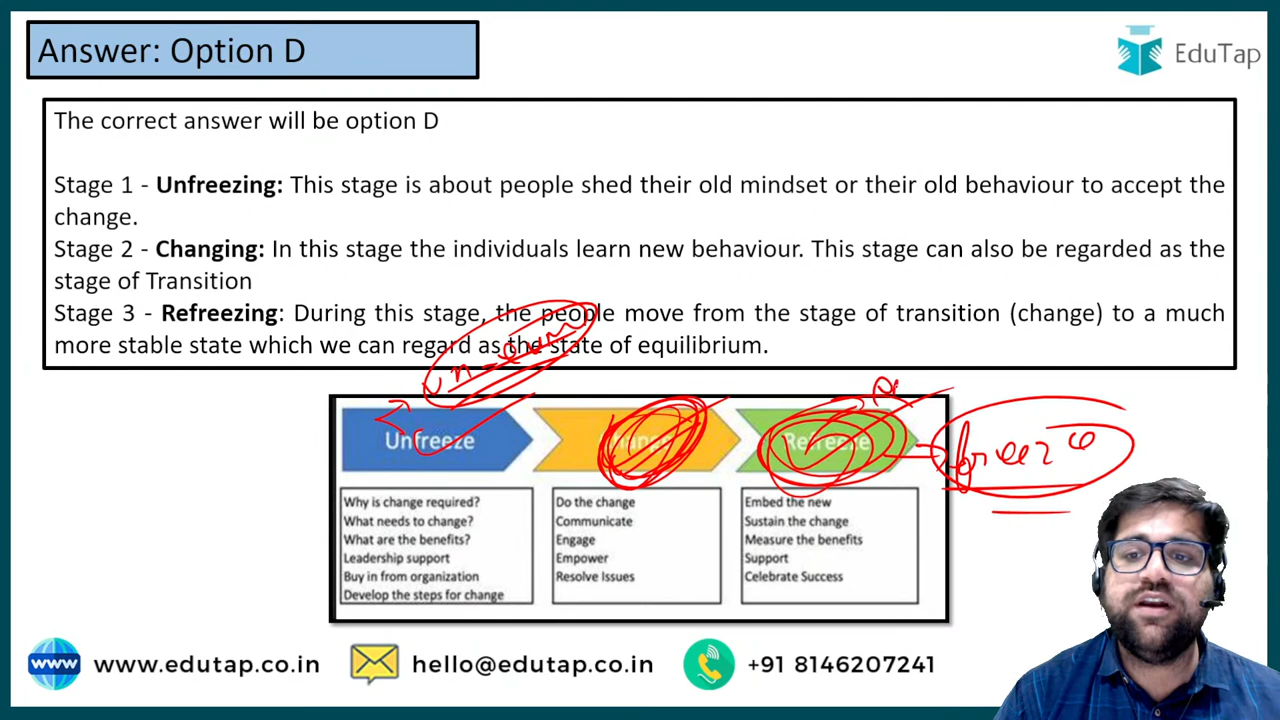 Answer: Option D
EduTap
The correct answer will be option D
Stage 1 - Unfreezing: This stage is about people shed their old mindset or their old behaviour to accept the
change.
Stage 2 - Changing: In this stage the individuals learn new behaviour. This stage can also be regarded as the
stage of Transition
Stage 3 - Refreezing: During this stage, the people move from the stage of transition (change) to a much
more stable state which we can regard as the state of equilibrium.
Unfreeze
Change
Refreeze
freeze
Why is change required?
What needs to change?
What are the benefits?
Leadership support
Buy in from organization
Develop the steps for change
Do the change
Communicate
Engage
Empower
Resolve Issues
Embed the new
Sustain the change
Measure the benefits
Support
Celebrate Success
www
www.edutap.co.in
hello@edutap.co.in
+91 8146207241